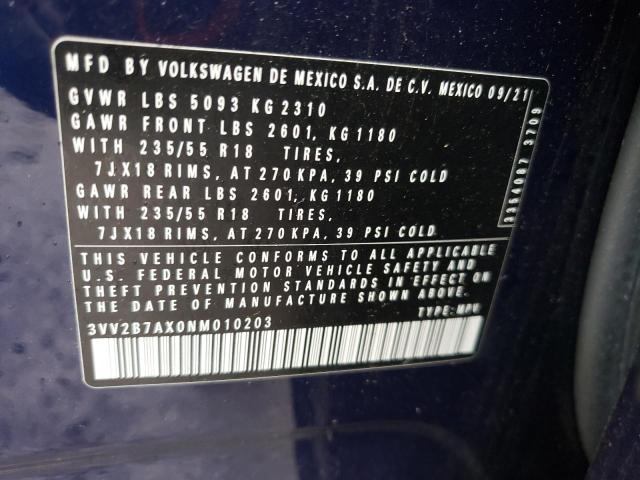 MFD BY VOLKSWAGEN DE MEXICO S.A. DE C.V. MEXICO 09/21
GVWR LBS 5093 KG 2310
GAWR FRONT LBS 2601, KG 1180
WITH 235/55 R18 TIRES,
7JX18 RIMS, AT 270 KPA, 39 PSI COLD
GAWR REAR LBS 2601, KG 1180
WITH 235/55 R18 TIRES,
7JX18 RIMS, AT 270 KPA, 39 PSI COLD
THIS VEHICLE CONFORMS TO ALL APPLICABLE
U.S. FEDERAL MOTOR VEHICLE SAFETY AND
THEFT PREVENTION STANDARDS IN EFFECT ON
THE DATE OF MANUFACTURE SHOWN ABOVE
3VV2B7AX0NM010203 TYPE:MPV
3709